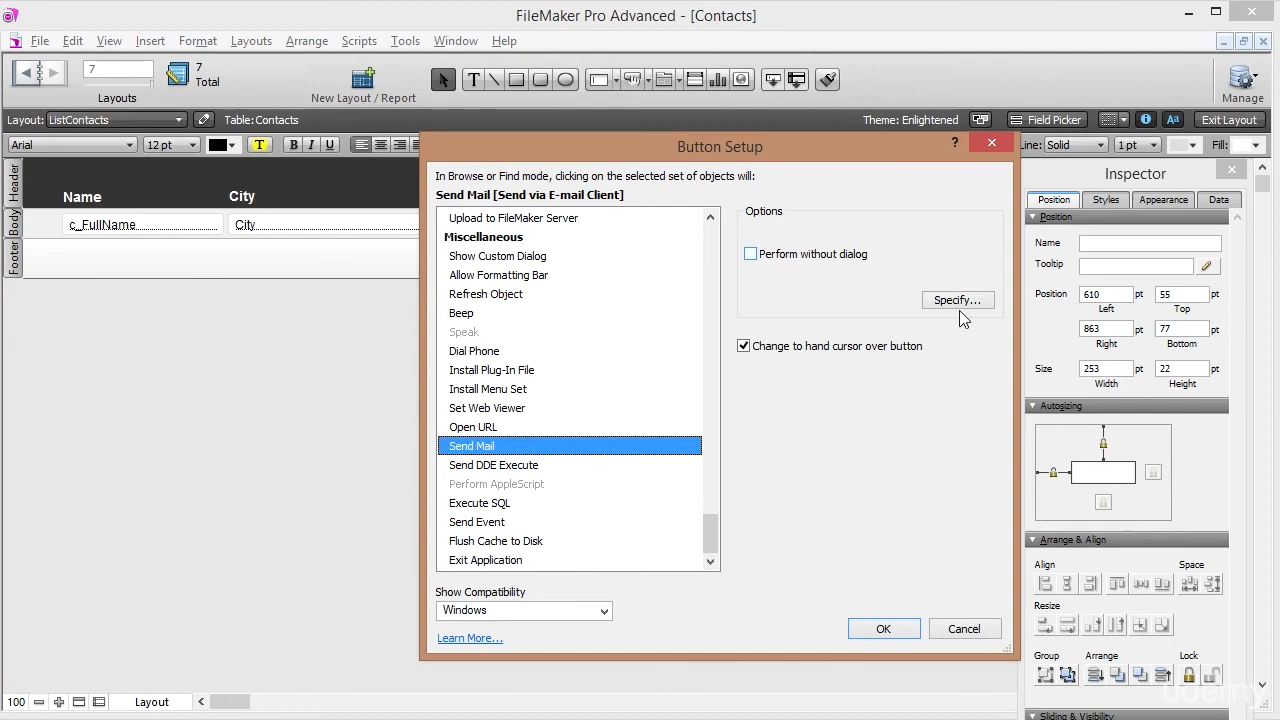 FileMaker Pro Advanced - [Contacts]
File Edit View Insert Format Layouts Arrange Scripts Tools Window Help
7
7
Total
Layouts
New Layout / Report
Manage
Layout: ListContacts
Table: Contacts
Theme: Enlightened
Field Picker
Aa
Exit Layout
Arial
12 pt
T
B I U
Line: Solid
1 pt
Fill:
Header
Body
Footer
Name
City
c_FullName
City
Button Setup
?
In Browse or Find mode, clicking on the selected set of objects will:
Send Mail [Send via E-mail Client]
Upload to FileMaker Server
Miscellaneous
Show Custom Dialog
Allow Formatting Bar
Refresh Object
Beep
Speak
Dial Phone
Install Plug-In File
Install Menu Set
Set Web Viewer
Open URL
Send Mail
Send DDE Execute
Perform AppleScript
Execute SQL
Send Event
Flush Cache to Disk
Exit Application
Options
Perform without dialog
Specify...
Change to hand cursor over button
Show Compatibility
Windows
Learn More...
OK
Cancel
Inspector
Position Styles Appearance Data
Position
Name
Tooltip
Position 610 pt 55 pt
Left Top
863 pt 77 pt
Right Bottom
Size 253 pt 22 pt
Width Height
Autosizing
Arrange & Align
Align
Space
Resize
Group
Arrange
Lock
Sliding & Visibility
100
Layout
udemy